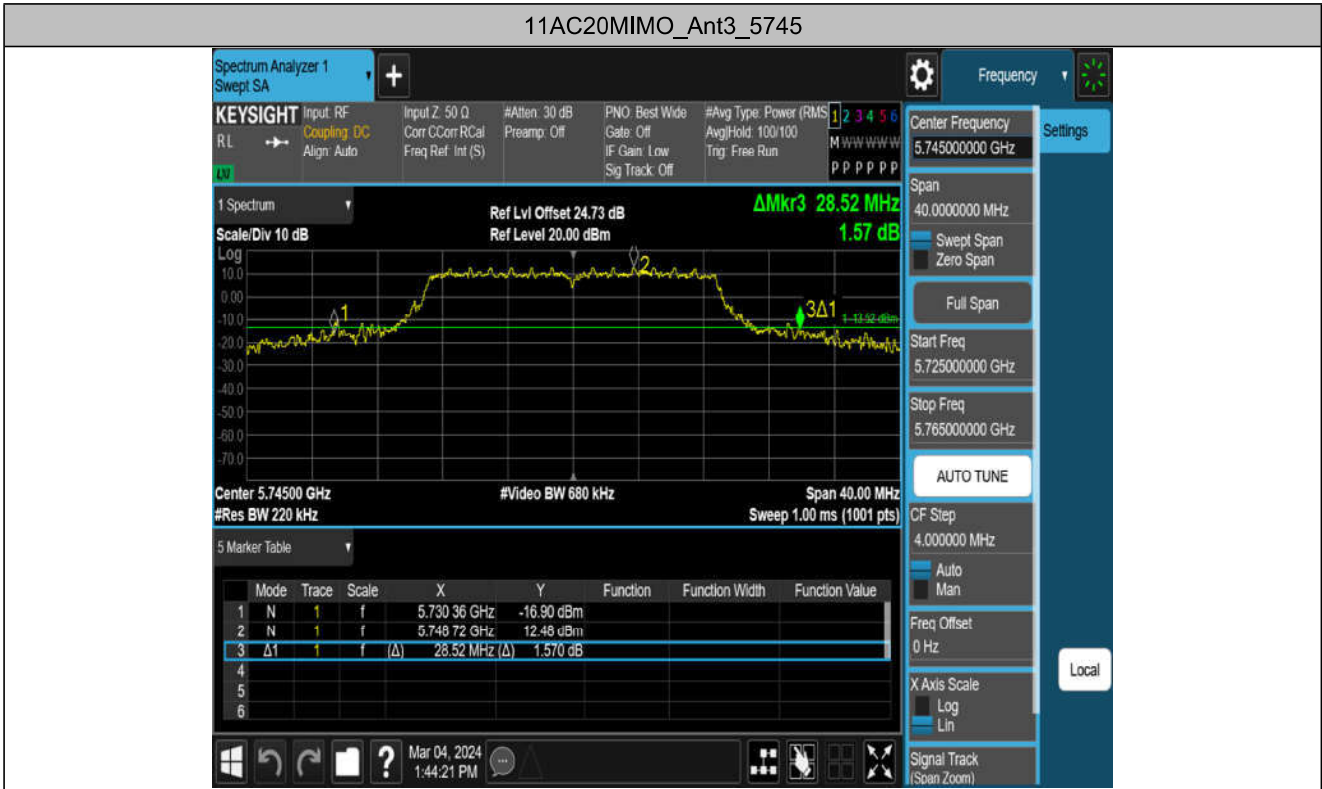 11AC20MIMO_Ant3_5745
Spectrum Analyzer 1
Swept SA
+
Frequency
KEYSIGHT
RL
LXI
Input: RF
Coupling: DC
Align: Auto
Input Z: 50 Ω
Corr CCorr RCal
Freq Ref: Int (S)
#Atten: 30 dB
Preamp: Off
PNO: Best Wide
Gate: Off
IF Gain: Low
Sig Track: Off
#Avg Type: Power (RMS
Avg|Hold: 100/100
Trig: Free Run
1 2 3 4 5 6
M W W W W W
P P P P P P
1 Spectrum
Scale/Div 10 dB
Ref Lvl Offset 24.73 dB
Ref Level 20.00 dBm
ΔMkr3 28.52 MHz
1.57 dB
Log
10.0
0.00
-10.0
-20.0
-30.0
-40.0
-50.0
-60.0
-70.0
1
2
3Δ1
1 -13.52 dBm
Center 5.74500 GHz
#Res BW 220 kHz
#Video BW 680 kHz
Span 40.00 MHz
Sweep 1.00 ms (1001 pts)
5 Marker Table
Mode Trace Scale X Y Function Function Width Function Value
1 N 1 f 5.730 36 GHz -16.90 dBm
2 N 1 f 5.748 72 GHz 12.48 dBm
3 Δ1 1 f (Δ) 28.52 MHz (Δ) 1.570 dB
4
5
6
?
Mar 04, 2024
1:44:21 PM
Center Frequency
5.745000000 GHz
Settings
Span
40.0000000 MHz
Swept Span
Zero Span
Full Span
Start Freq
5.725000000 GHz
Stop Freq
5.765000000 GHz
AUTO TUNE
CF Step
4.000000 MHz
Auto
Man
Freq Offset
0 Hz
Local
X Axis Scale
Log
Lin
Signal Track
(Span Zoom)